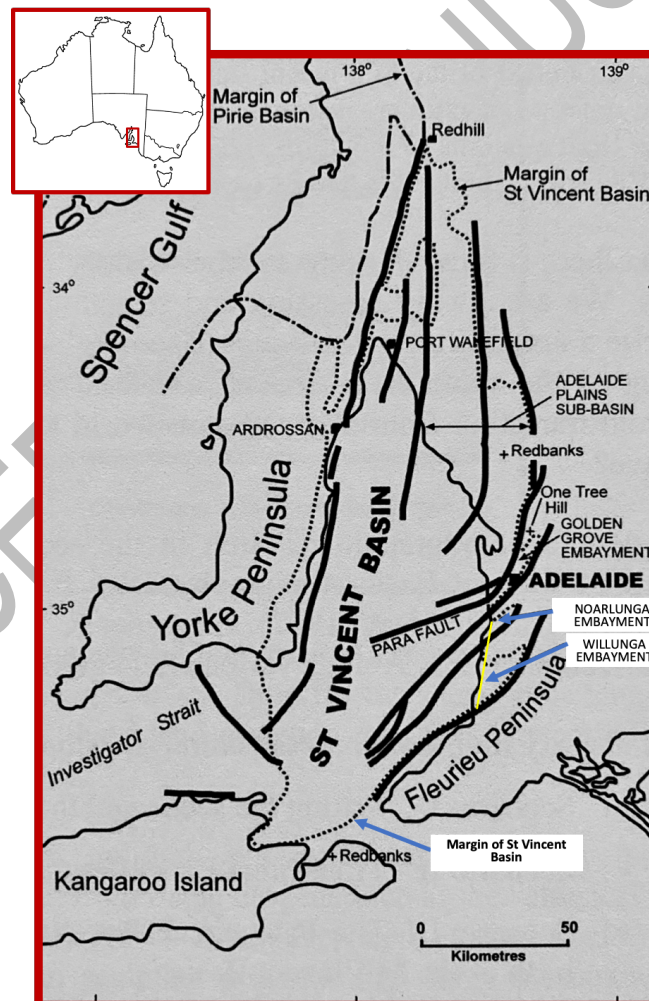 138°
139°
Margin of
Pirie Basin
Redhill
Margin of
St Vincent Basin
Spencer Gulf
34°
PORT WAKEFIELD
ADELAIDE
PLAINS
SUB-BASIN
ARDROSSAN
Redbanks
One Tree
Hill
GOLDEN
GROVE
EMBAYMENT
Yorke Peninsula
ST VINCENT BASIN
ADELAIDE
35°
NOARLUNGA
EMBAYMENT
PARA FAULT
WILLUNGA
EMBAYMENT
Investigator Strait
Fleurieu Peninsula
Margin of St Vincent
Basin
Redbanks
Kangaroo Island
0 50
Kilometres